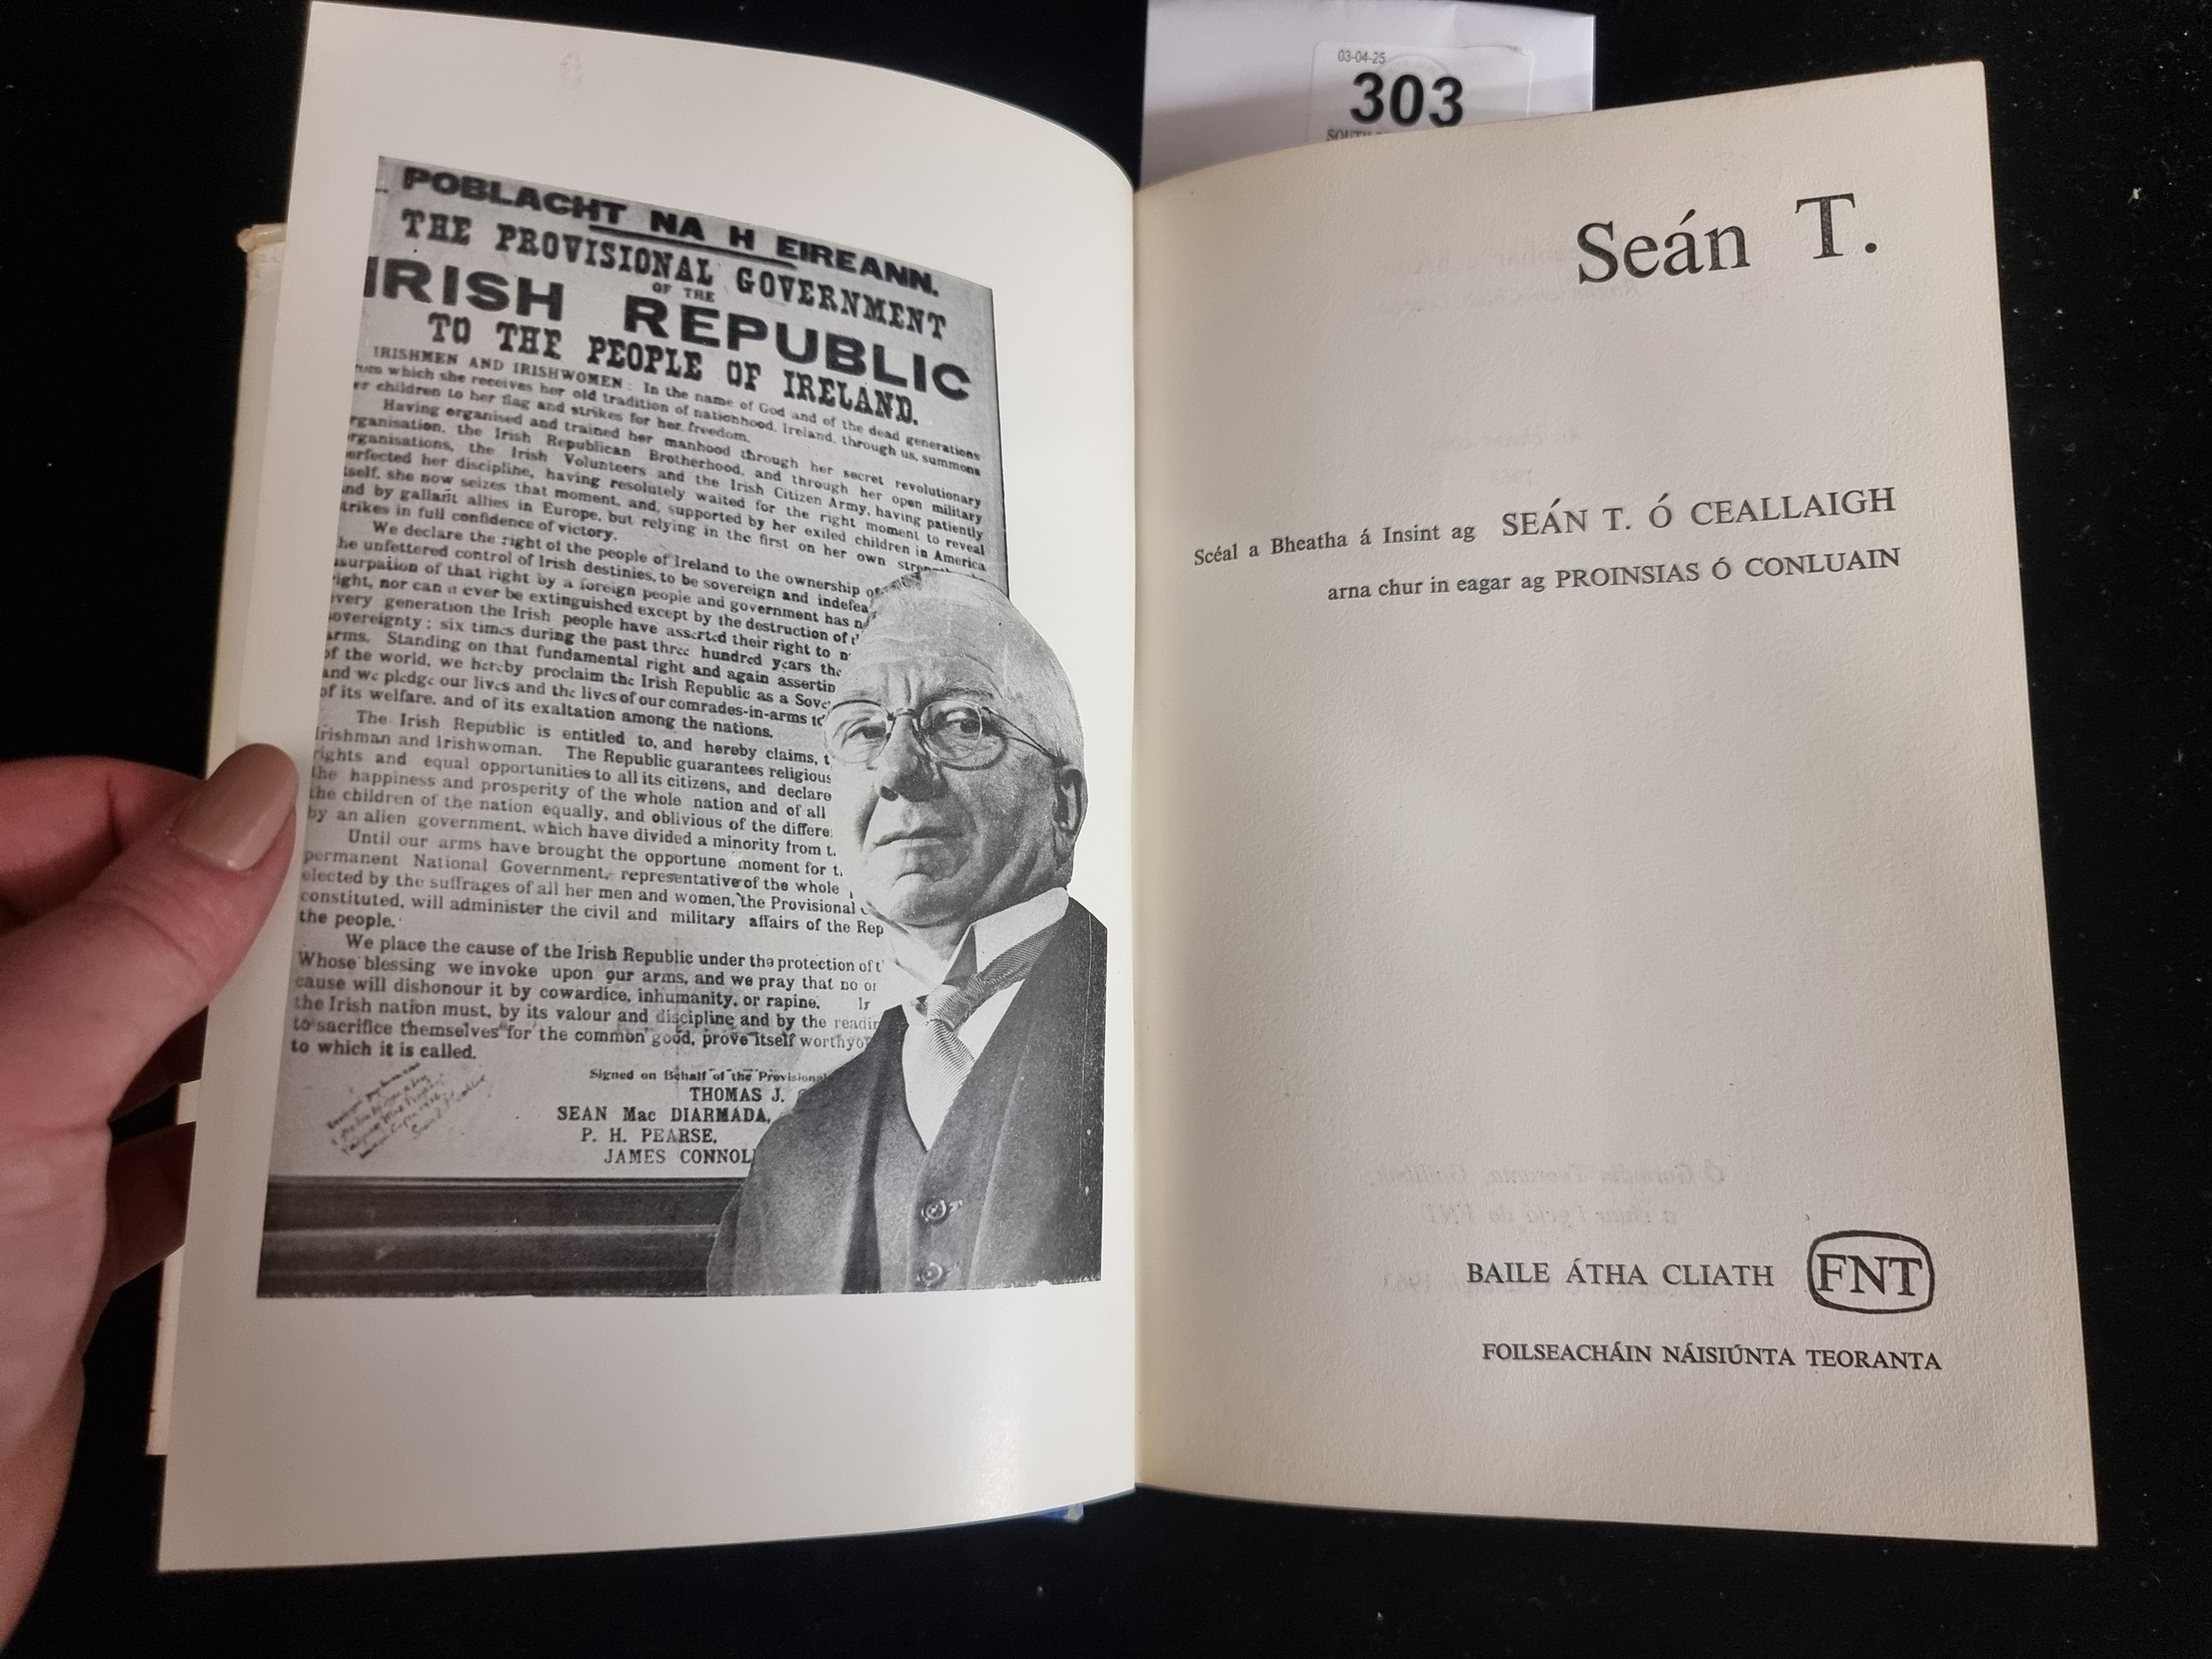 03-04-25
303
POBLACHT NA H EIREANN.
THE PROVISIONAL GOVERNMENT
OF THE
IRISH REPUBLIC
TO THE PEOPLE OF IRELAND.
IRISHMEN AND IRISHWOMEN: In the name of God and of the dead generations
which she receives her old tradition of nationhood, Ireland, through us, summons
children to her flag and strikes for her freedom.
Having organised and trained her manhood through her secret revolutionary
rganisation, the Irish Republican Brotherhood, and through her open military
rganisations, the Irish Volunteers and the Irish Citizen Army, having patiently
erfected her discipline, having resolutely waited for the right moment to reveal
tself, she now seizes that moment, and, supported by her exiled children in America
nd by gallant allies in Europe, but relying in the first on her own
trikes in full confidence of victory.
We declare the right of the people of Ireland to the ownership of
he unfettered control of Irish destinies, to be sovereign and indefea
surpation of that right by a foreign people and government has n
ight, nor can it ever be extinguished except by the destruction of
every generation the Irish people have asserted their right to n
overeignty; six times during the past three hundred years the
arms. Standing on that fundamental right and again assertin
of the world, we hereby proclaim the Irish Republic as a Sove
and we pledge our lives and the lives of our comrades-in-arms to
of its welfare, and of its exaltation among the nations.
The Irish Republic is entitled to, and hereby claims, t
Irishman and Irishwoman. The Republic guarantees religious
rights and equal opportunities to all its citizens, and declare
the happiness and prosperity of the whole nation and of all
the children of the nation equally, and oblivious of the differe
by an alien government, which have divided a minority from t
Until our arms have brought the opportune moment for t
permanent National Government, representative of the whole
elected by the suffrages of all her men and women, the Provisional
constituted, will administer the civil and military affairs of the Rep
the people.
We place the cause of the Irish Republic under the protection of t
Whose blessing we invoke upon our arms, and we pray that no or
cause will dishonour it by cowardice, inhumanity, or rapine. Ir
the Irish nation must, by its valour and discipline and by the readin
to sacrifice themselves for the common good, prove itself worthy o
to which it is called.
Signed on Behalf of the Provisional
THOMAS J.
SEAN Mac DIARMADA,
P. H. PEARSE,
JAMES CONNOL
Seán T.
Scéal a Bheatha á Insint ag SEÁN T. Ó CEALLAIGH
arna chur in eagar ag PROINSIAS Ó CONLUAIN
BAILE ÁTHA CLIATH FNT
FOILSEACHÁIN NÁISIÚNTA TEORANTA